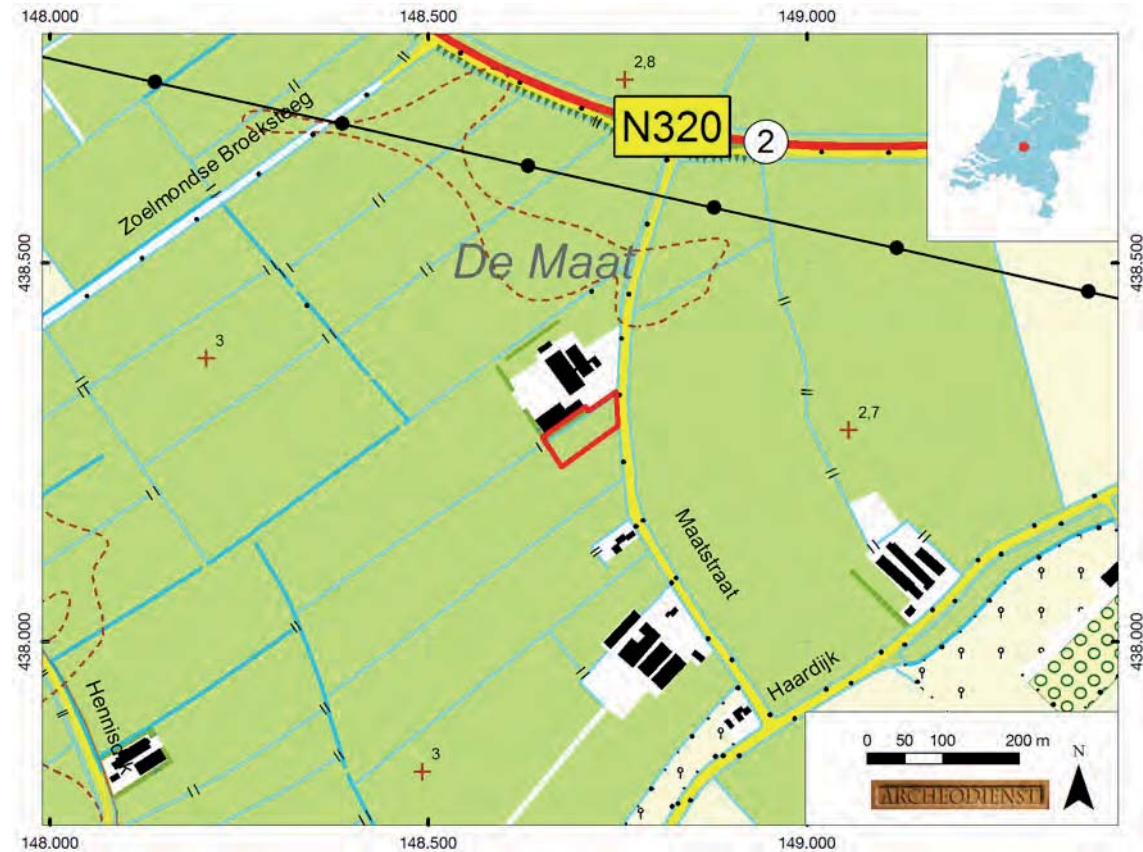 148.000
148.500
149.000
2,8
N320
2
Zoelmondse Broeksteeg
438.500
438.500
De Maat
3
2,7
Maatstraat
438.000
438.000
Haardijk
Hennisdijk
3
0 50 100 200 m
N
ARCHEODIENST
148.000
148.500
149.000